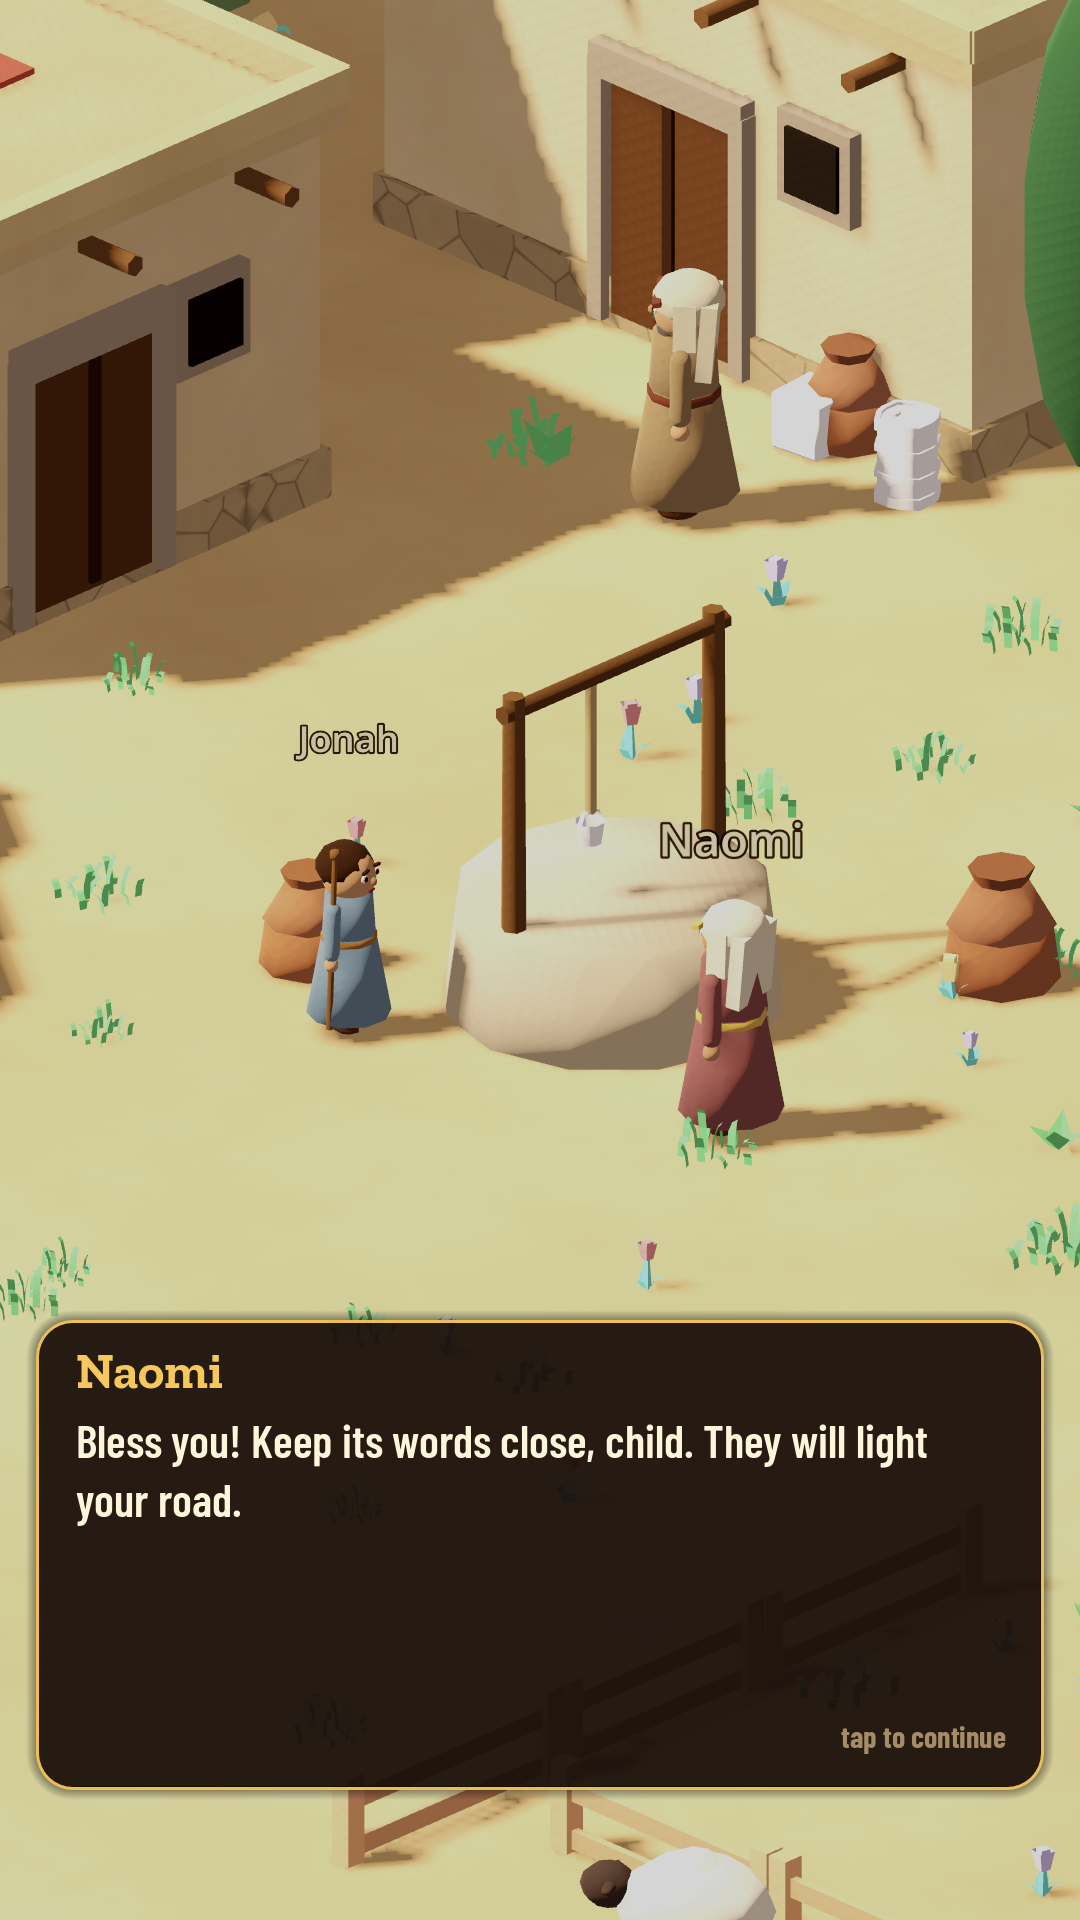 Jonah
Naomi
Naomi
Bless you! Keep its words close, child. They will light
your road.
tap to continue